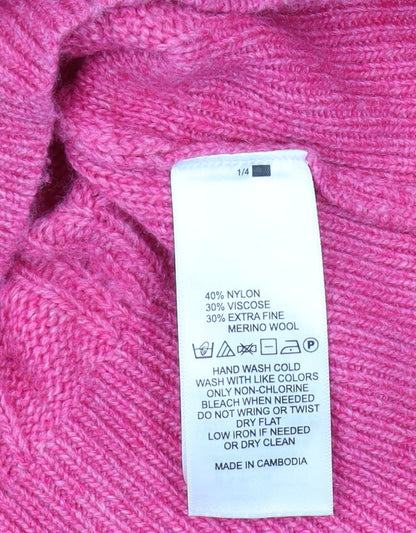 1/4
40% NYLON
30% VISCOSE
30% EXTRA FINE
MERINO WOOL
P
HAND WASH COLD
WASH WITH LIKE COLORS
ONLY NON-CHLORINE
BLEACH WHEN NEEDED
DO NOT WRING OR TWIST
DRY FLAT
LOW IRON IF NEEDED
OR DRY CLEAN
MADE IN CAMBODIA